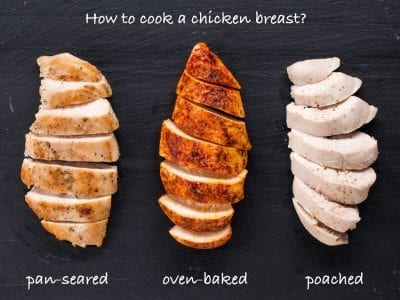 How to cook a chicken breast?
pan-seared
oven-baked
poached